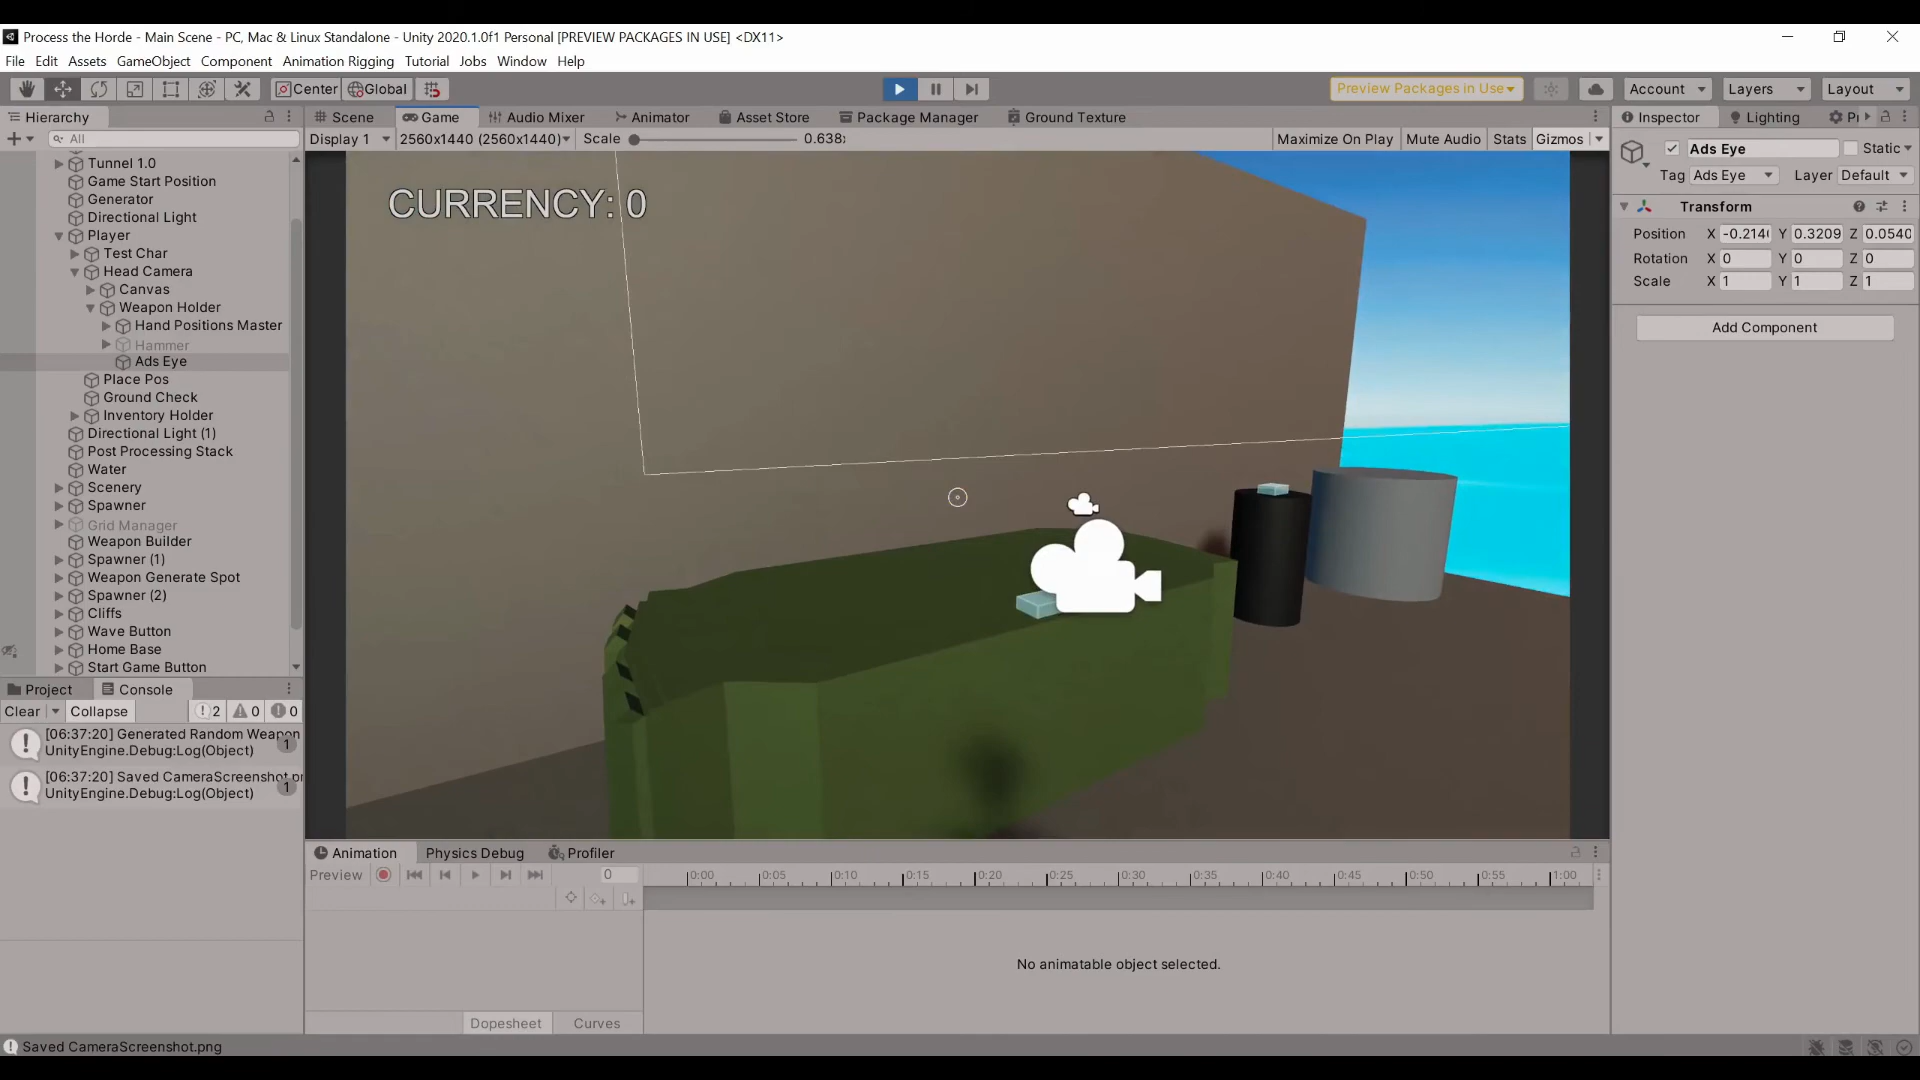 Process the Horde - Main Scene - PC, Mac & Linux Standalone - Unity 2020.1.0f1 Personal [PREVIEW PACKAGES IN USE] <DX11>
File Edit Assets GameObject Component Animation Rigging Tutorial Jobs Window Help
Center Global Preview Packages in Use Account Layers Layout
Hierarchy
All
Tunnel 1.0
Game Start Position
Generator
Directional Light
Player
Test Char
Head Camera
Canvas
Weapon Holder
Hand Positions Master
Hammer
Ads Eye
Place Pos
Ground Check
Inventory Holder
Directional Light (1)
Post Processing Stack
Water
Scenery
Spawner
Grid Manager
Weapon Builder
Spawner (1)
Weapon Generate Spot
Spawner (2)
Cliffs
Wave Button
Home Base
Start Game Button
Project Console
Clear Collapse 2 0 0
[06:37:20] Generated Random Weapon
UnityEngine.Debug:Log(Object) 1
[06:37:20] Saved CameraScreenshot.pr
UnityEngine.Debug:Log(Object) 1
Scene Game Audio Mixer Animator Asset Store Package Manager Ground Texture
Display 1 2560x1440 (2560x1440) Scale 0.638x Maximize On Play Mute Audio Stats Gizmos
CURRENCY: 0
Animation Physics Debug Profiler
Preview 0 0:00 0:05 0:10 0:15 0:20 0:25 0:30 0:35 0:40 0:45 0:50 0:55 1:00
No animatable object selected.
Dopesheet Curves
Inspector Lighting
Ads Eye Static
Tag Ads Eye Layer Default
Transform
Position X -0.214 Y 0.3209 Z 0.0540
Rotation X 0 Y 0 Z 0
Scale X 1 Y 1 Z 1
Add Component
Saved CameraScreenshot.png